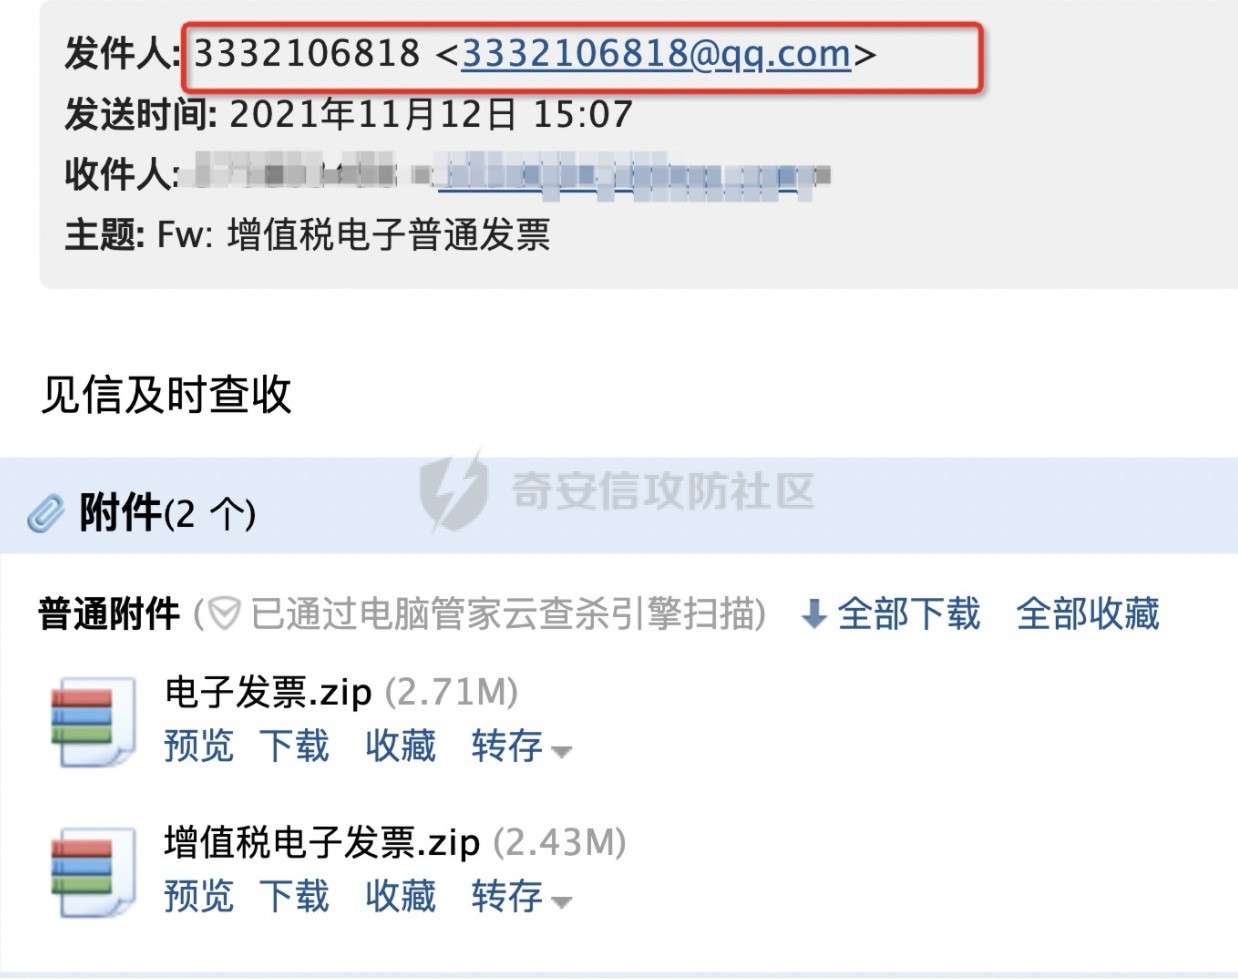 发件人: 3332106818 <3332106818@qq.com>
发送时间: 2021年11月12日 15:07
收件人:
主题: Fw: 增值税电子普通发票
见信及时查收
奇安信攻防社区
附件(2 个)
普通附件 (已通过电脑管家云查杀引擎扫描) 全部下载 全部收藏
电子发票.zip (2.71M)
预览 下载 收藏 转存
增值税电子发票.zip (2.43M)
预览 下载 收藏 转存